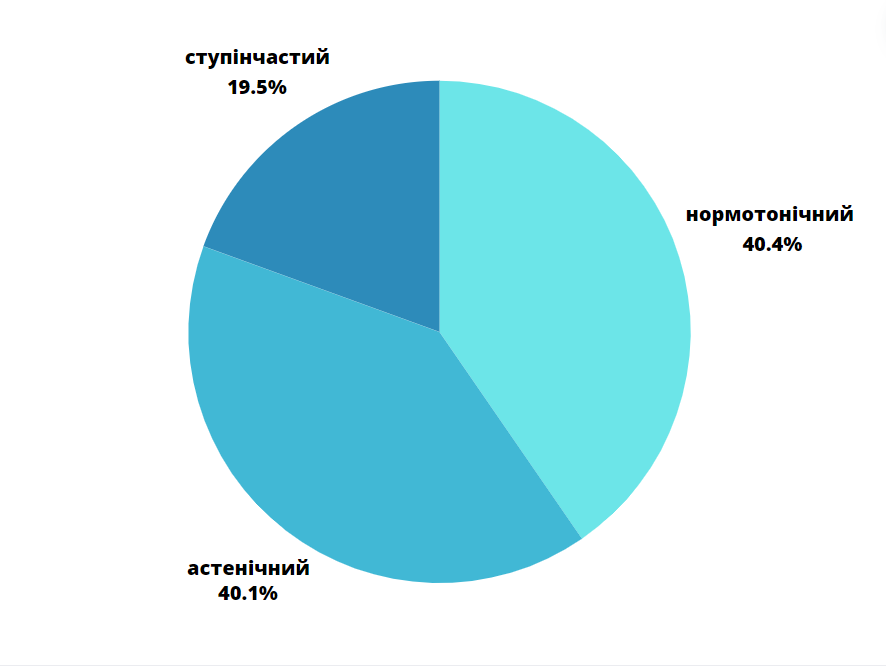 ступінчастий
19.5%
нормотонічний
40.4%
астенічний
40.1%